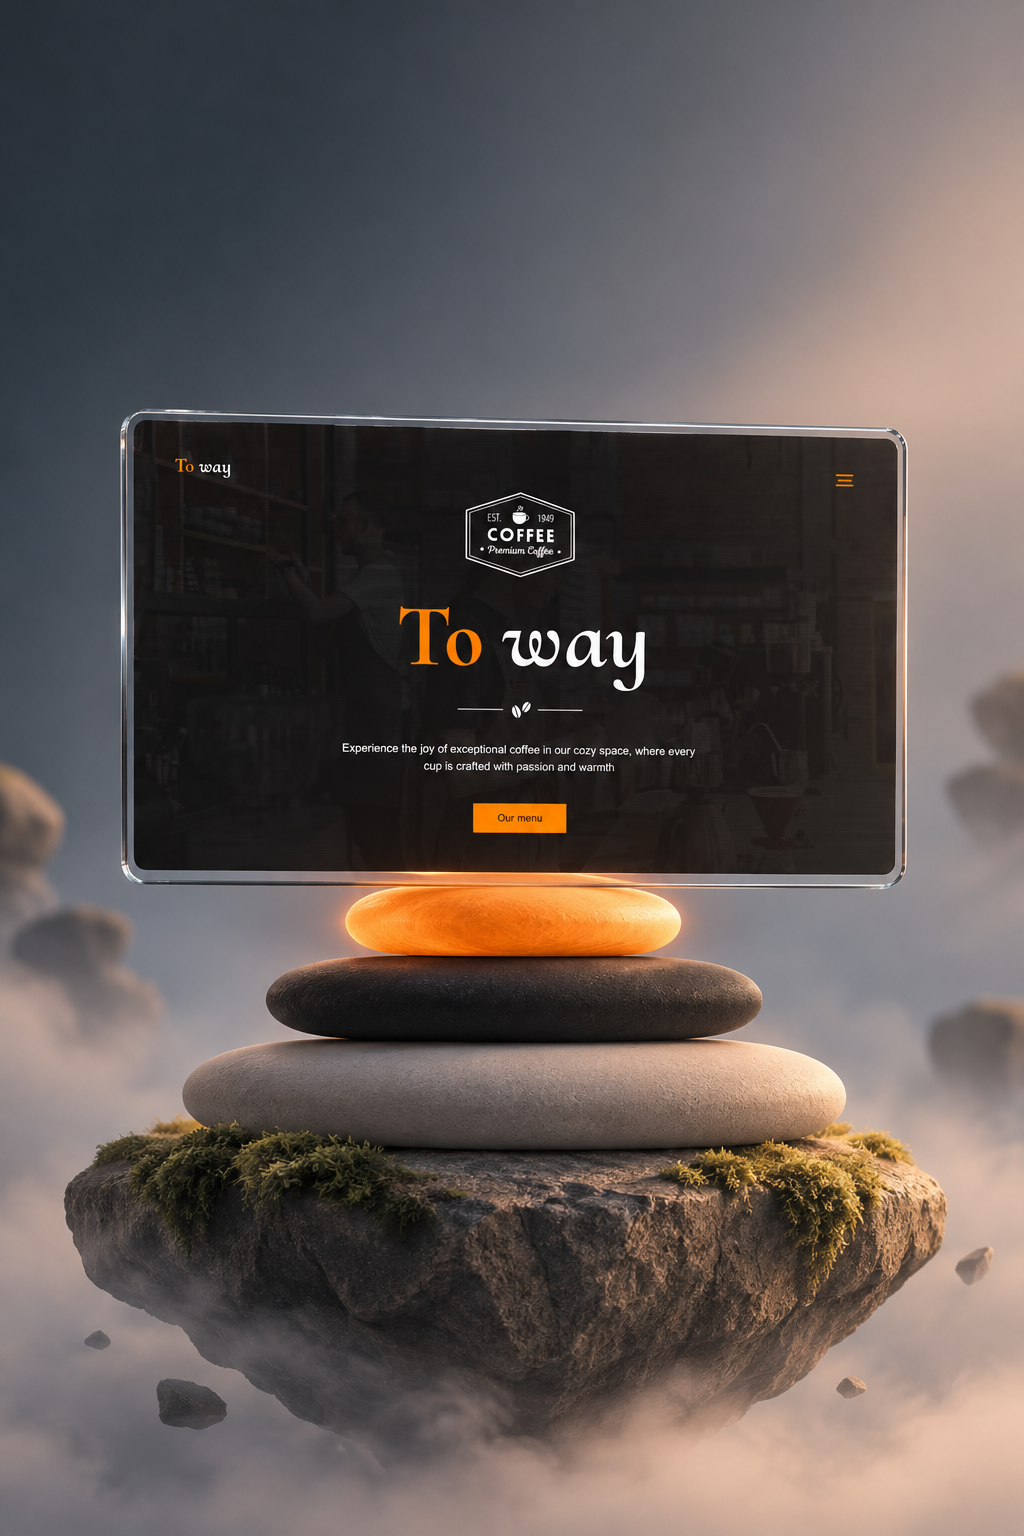 To way
EST. 1949
COFFEE
• Premium Coffee •
To way
Experience the joy of exceptional coffee in our cozy space, where every
cup is crafted with passion and warmth
Our menu